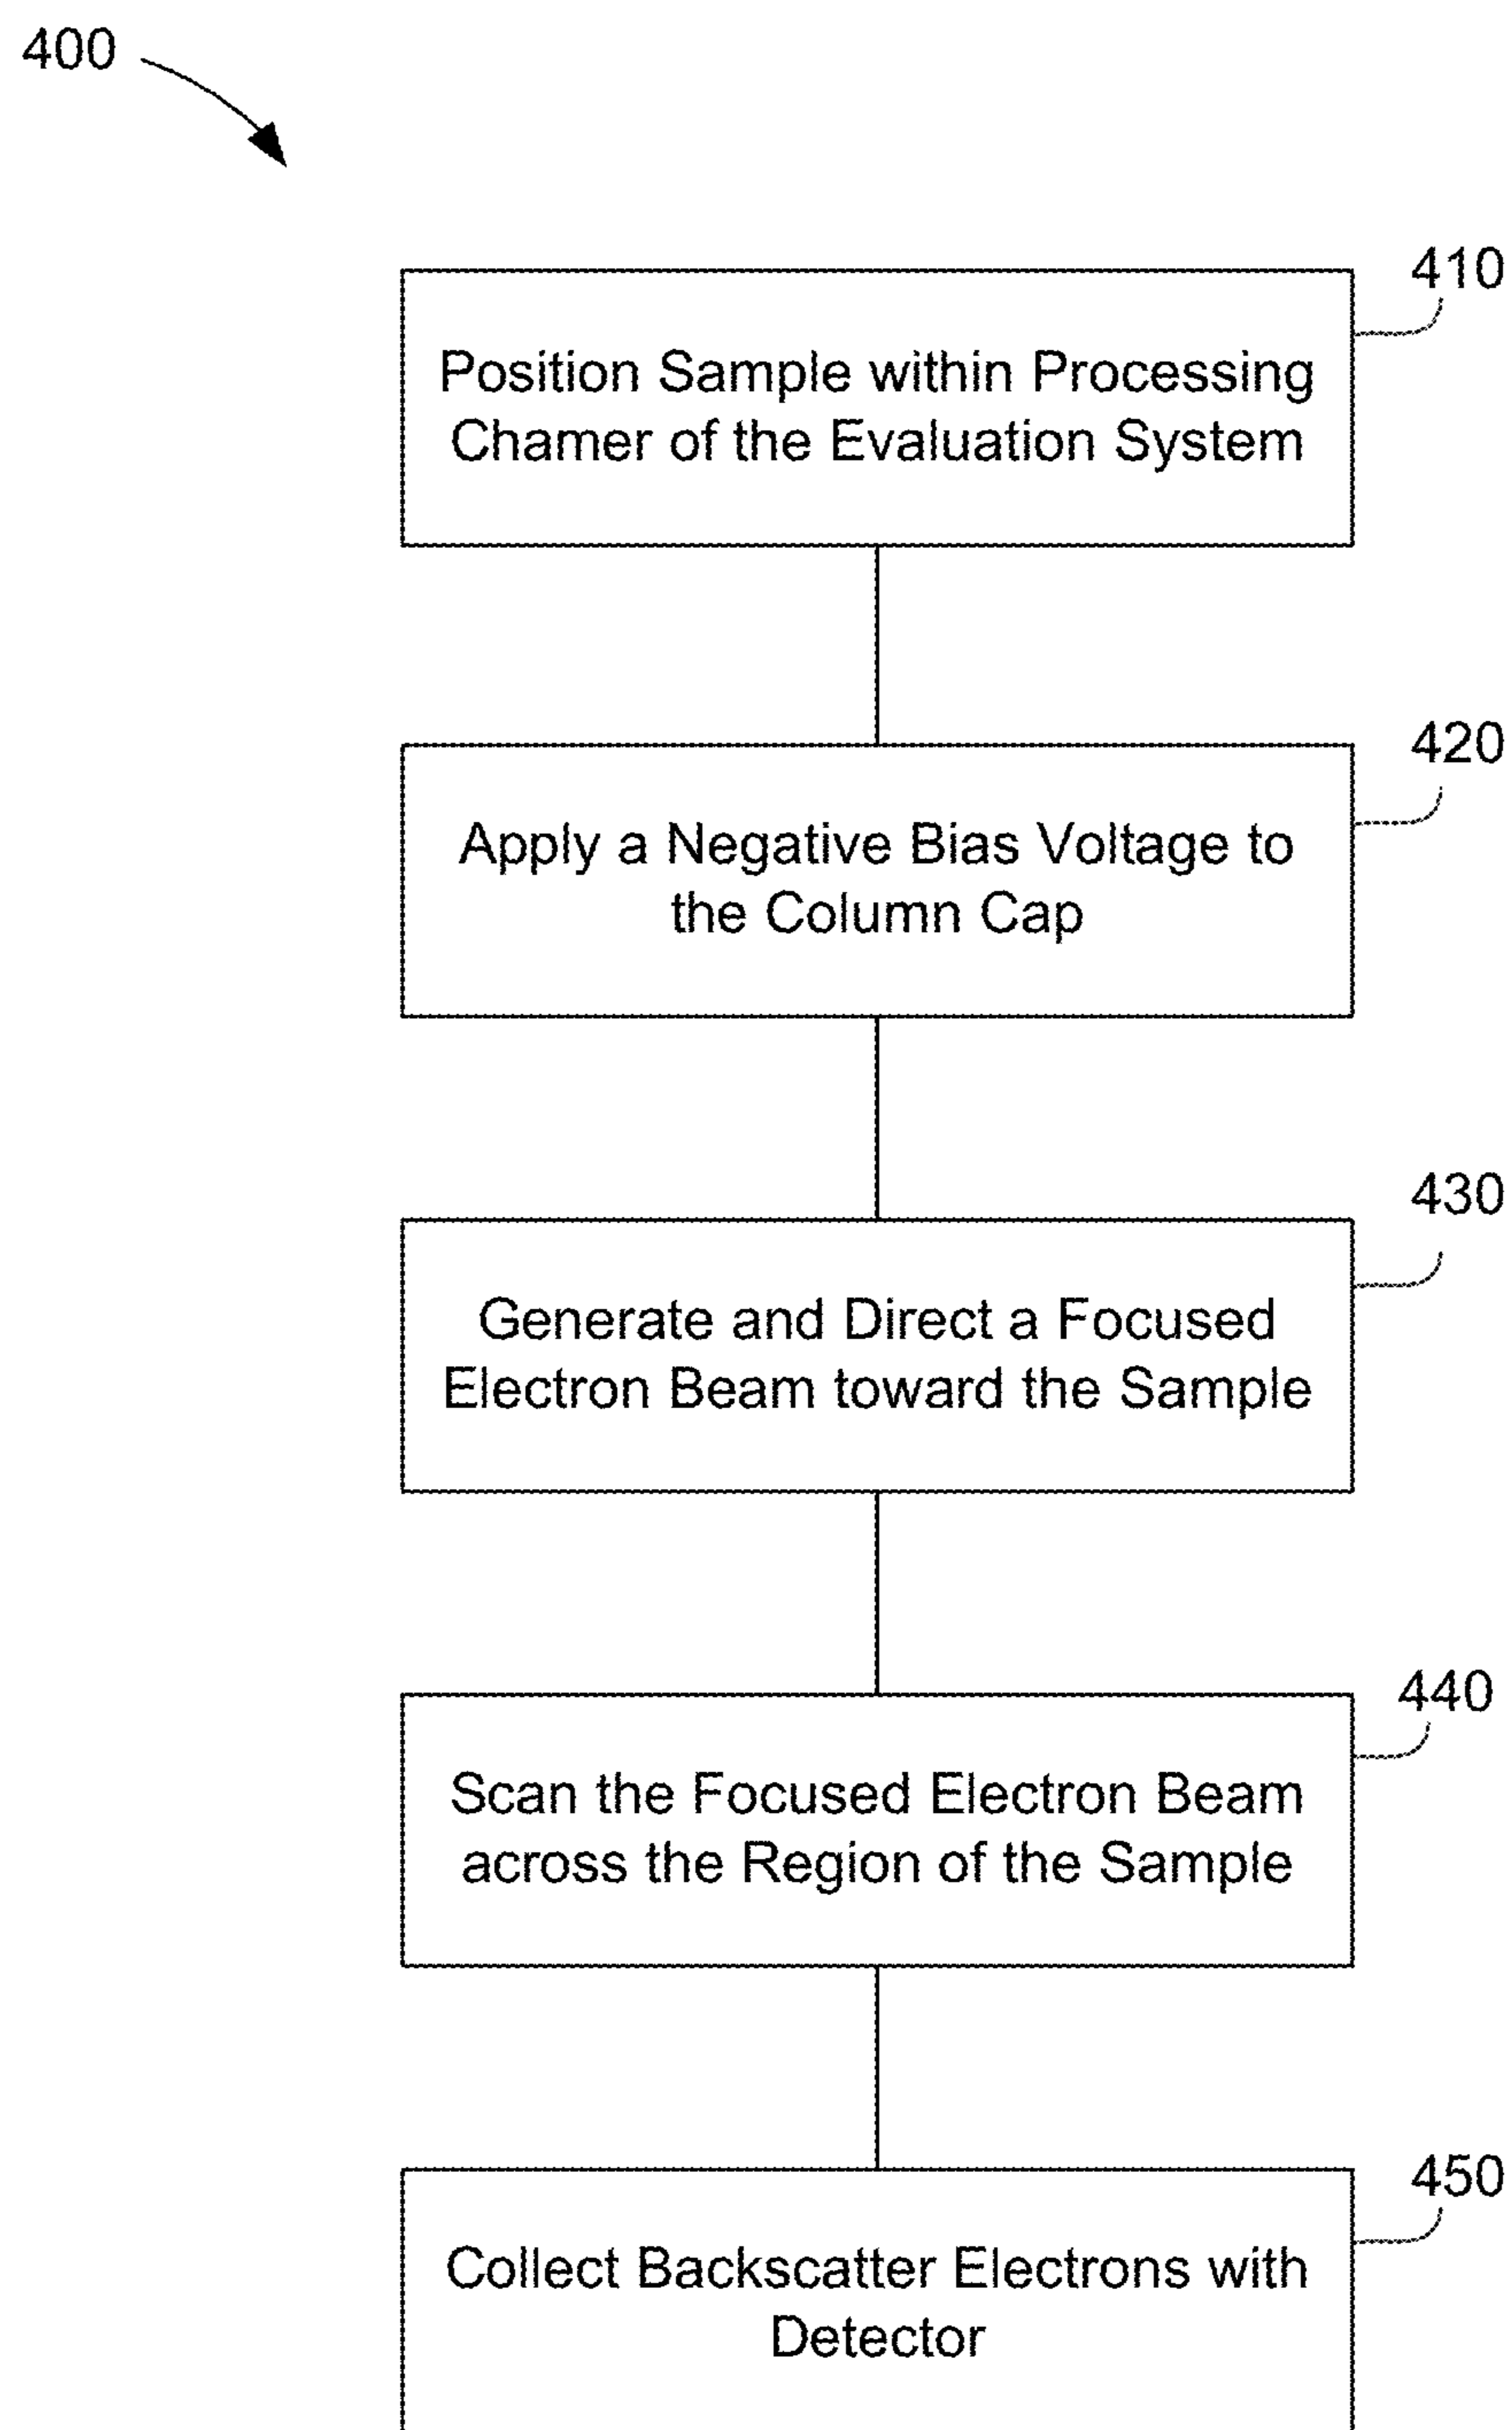 400
410
Position Sample within Processing
Chamer of the Evaluation System
420
Apply a Negative Bias Voltage to
the Column Cap
430
Generate and Direct a Focused
Electron Beam toward the Sample
440
Scan the Focused Electron Beam
across the Region of the Sample
450
Collect Backscatter Electrons with
Detector